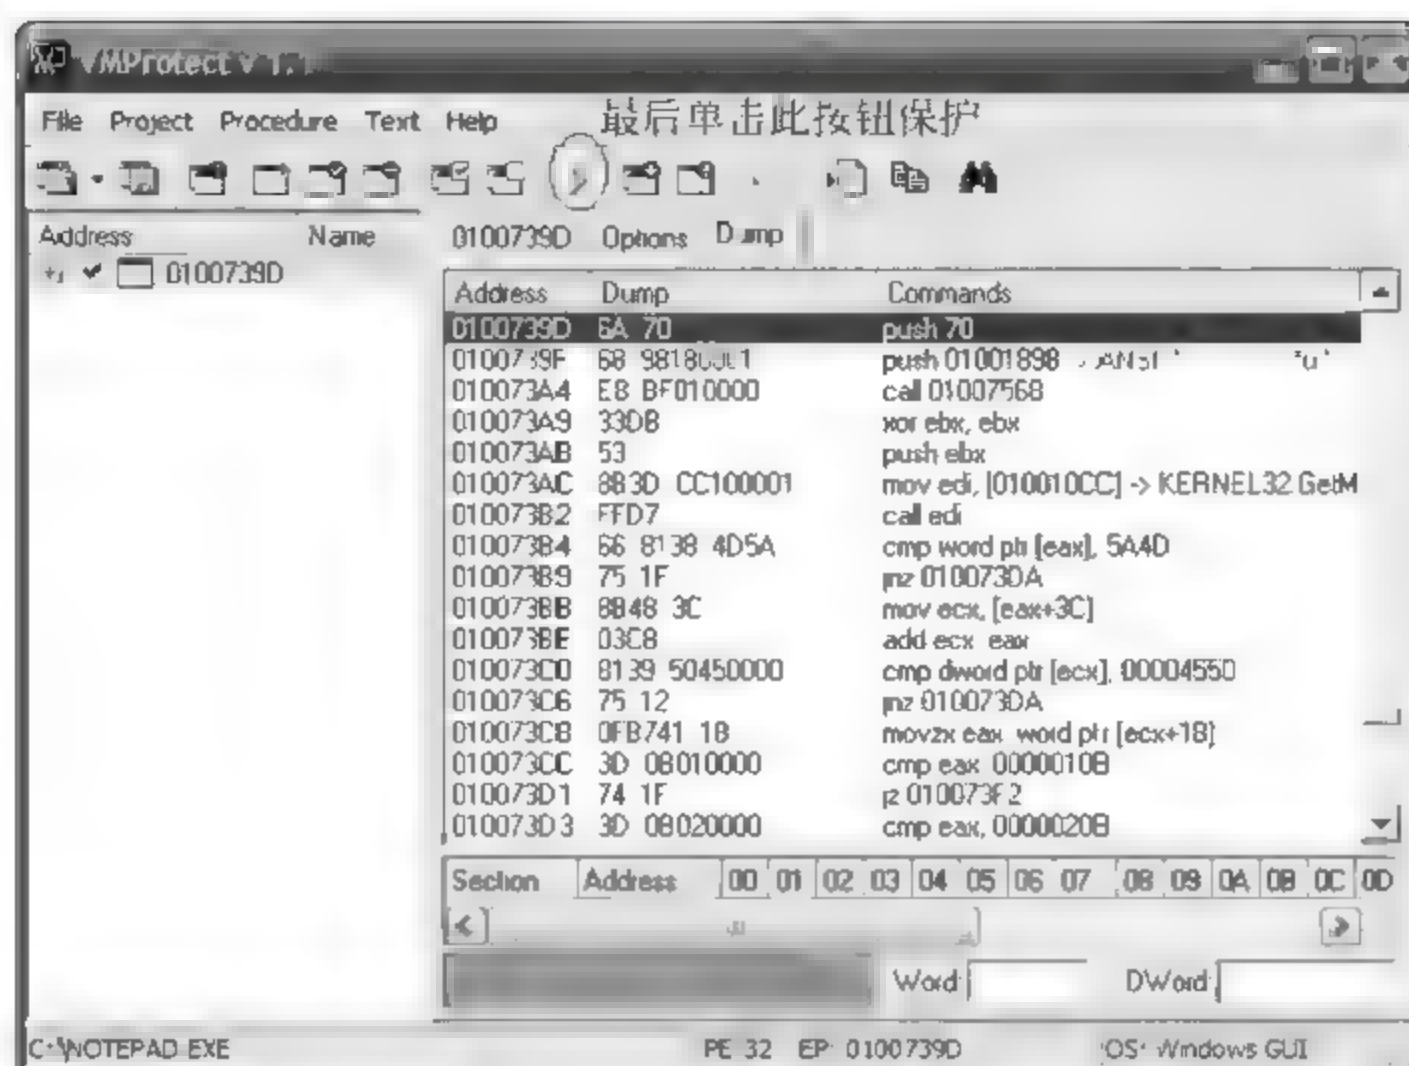 VMProtect v 1.1
File Project Procedure Text Help
最后单击此按钮保护
Address Name
0100739D
0100739D Options Dump
Address Dump Commands
0100739D 6A 70 push 70
0100739F 68 98180001 push 01001898
010073A4 E8 BF010000 call 01007568
010073A9 33DB xor ebx, ebx
010073AB 53 push ebx
010073AC 8B3D CC100001 mov edi, [010010CC] -> KERNEL32.GetM
010073B2 FFD7 call edi
010073B4 66 8138 4D5A cmp word ptr [eax], 5A4D
010073B9 75 1F jnz 010073DA
010073BB 8B48 3C mov ecx, [eax+3C]
010073BE 03C8 add ecx, eax
010073C0 8139 50450000 cmp dword ptr [ecx], 00004550
010073C6 75 12 jnz 010073DA
010073C8 0FB741 18 movzx eax, word ptr [ecx+18]
010073CC 3D 0B010000 cmp eax, 0000010B
010073D1 74 1F jz 010073F2
010073D3 3D 0B020000 cmp eax, 0000020B
Section Address 00 01 02 03 04 05 06 07 08 09 0A 0B 0C 0D
Word: DWord:
C:\NOTEPAD.EXE PE 32 EP: 0100739D OS: Windows GUI